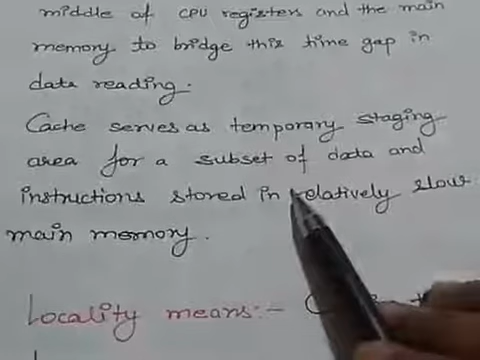 middle of CPU registers and the main
memory to bridge this time gap in
data reading.
Cache serves as temporary staging
area for a subset of data and
instructions stored in relatively slow
main memory.
Locality means:-